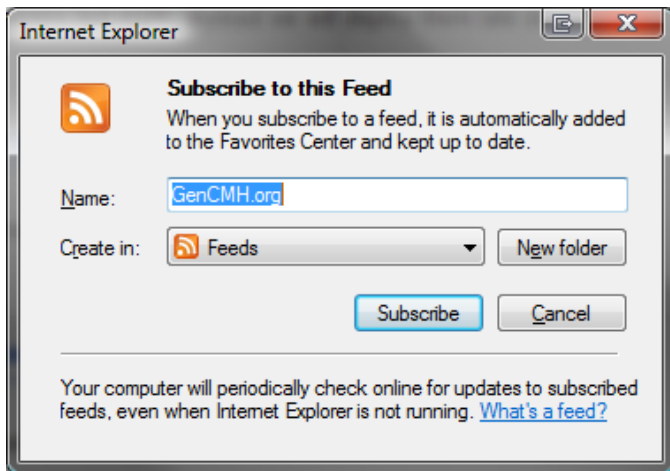 Internet Explorer
Subscribe to this Feed
When you subscribe to a feed, it is automatically added
to the Favorites Center and kept up to date.
Name: GenCMH.org
Create in: Feeds New folder
Subscribe Cancel
Your computer will periodically check online for updates to subscribed
feeds, even when Internet Explorer is not running. What's a feed?